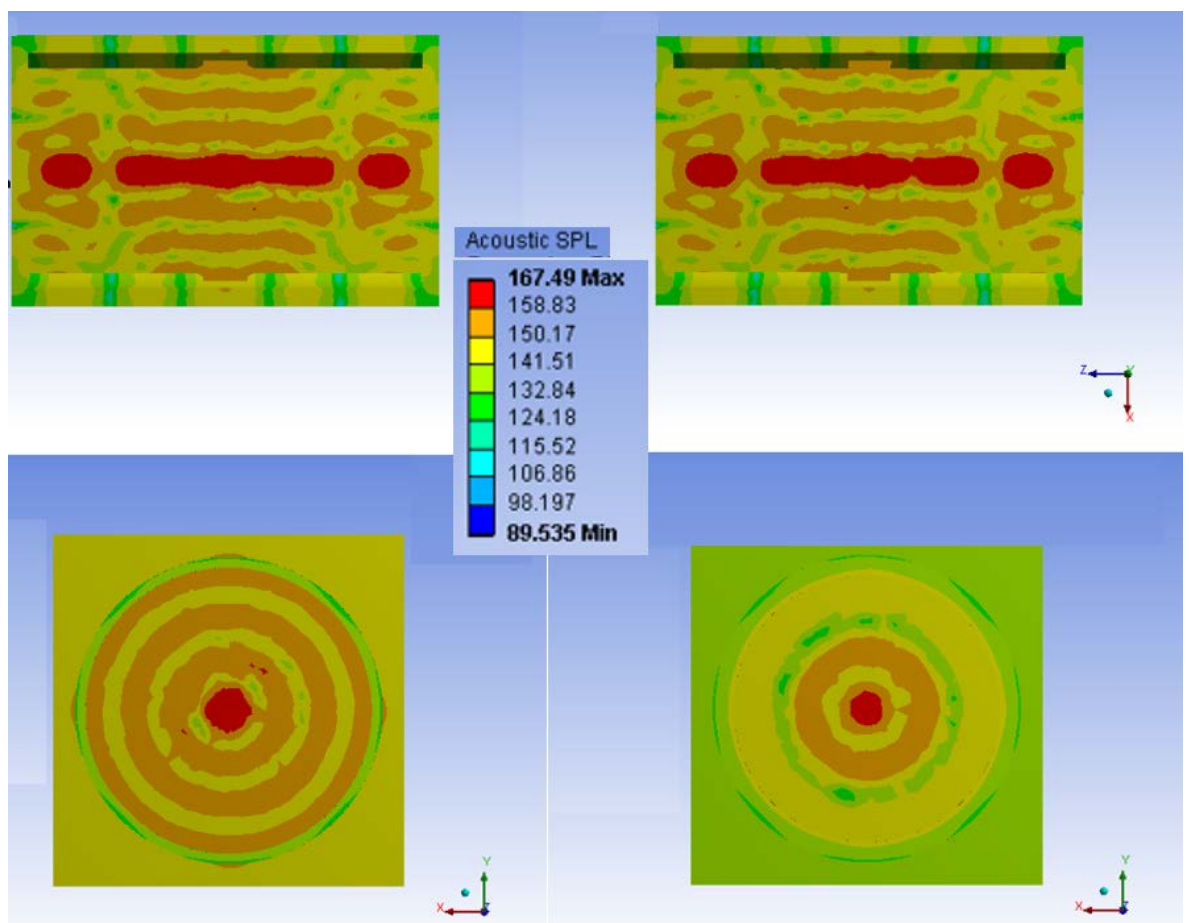 Acoustic SPL
167.49 Max
158.83
150.17
141.51
132.84
124.18
115.52
106.86
98.197
89.535 Min
Z
Y
X
Y
X
Z
Y
X
Z